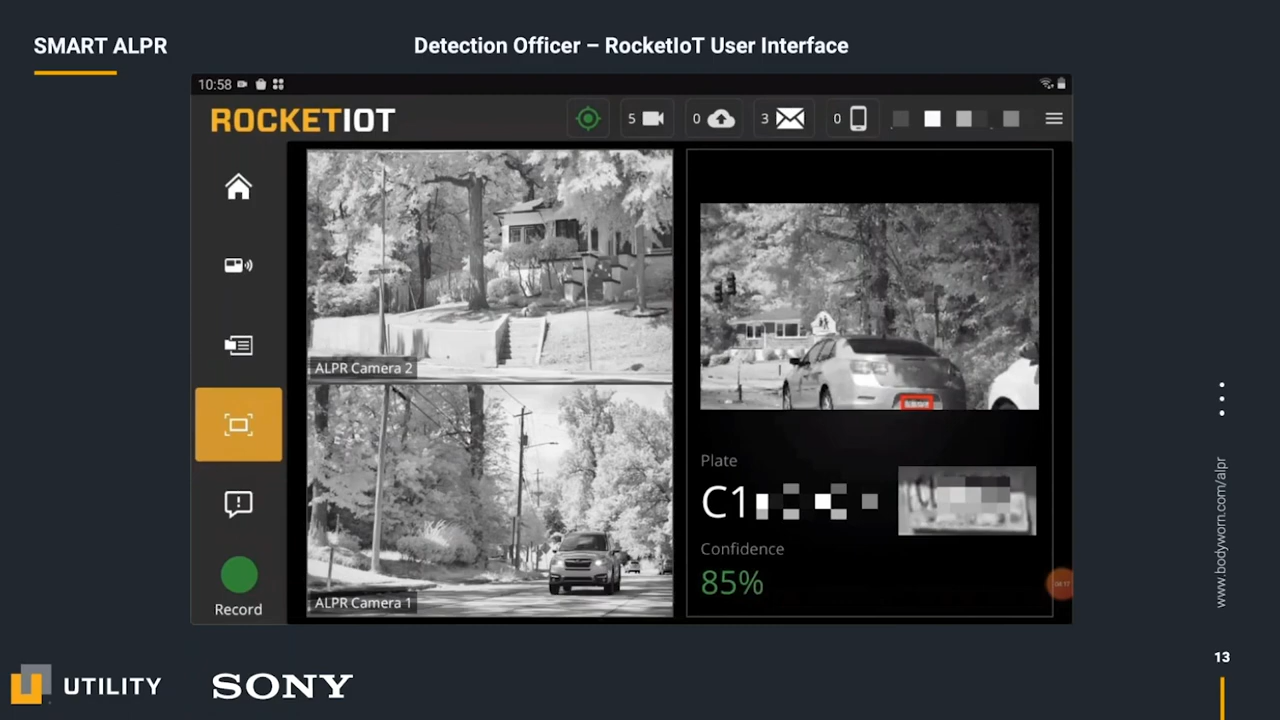 SMART ALPR
Detection Officer – RocketIoT User Interface
10:58
ROCKETIOT
5
0
3
0
ALPR Camera 2
ALPR Camera 1
Record
Plate
C1
Confidence
85%
www.bodyworn.com/alpr
13
UTILITY
SONY